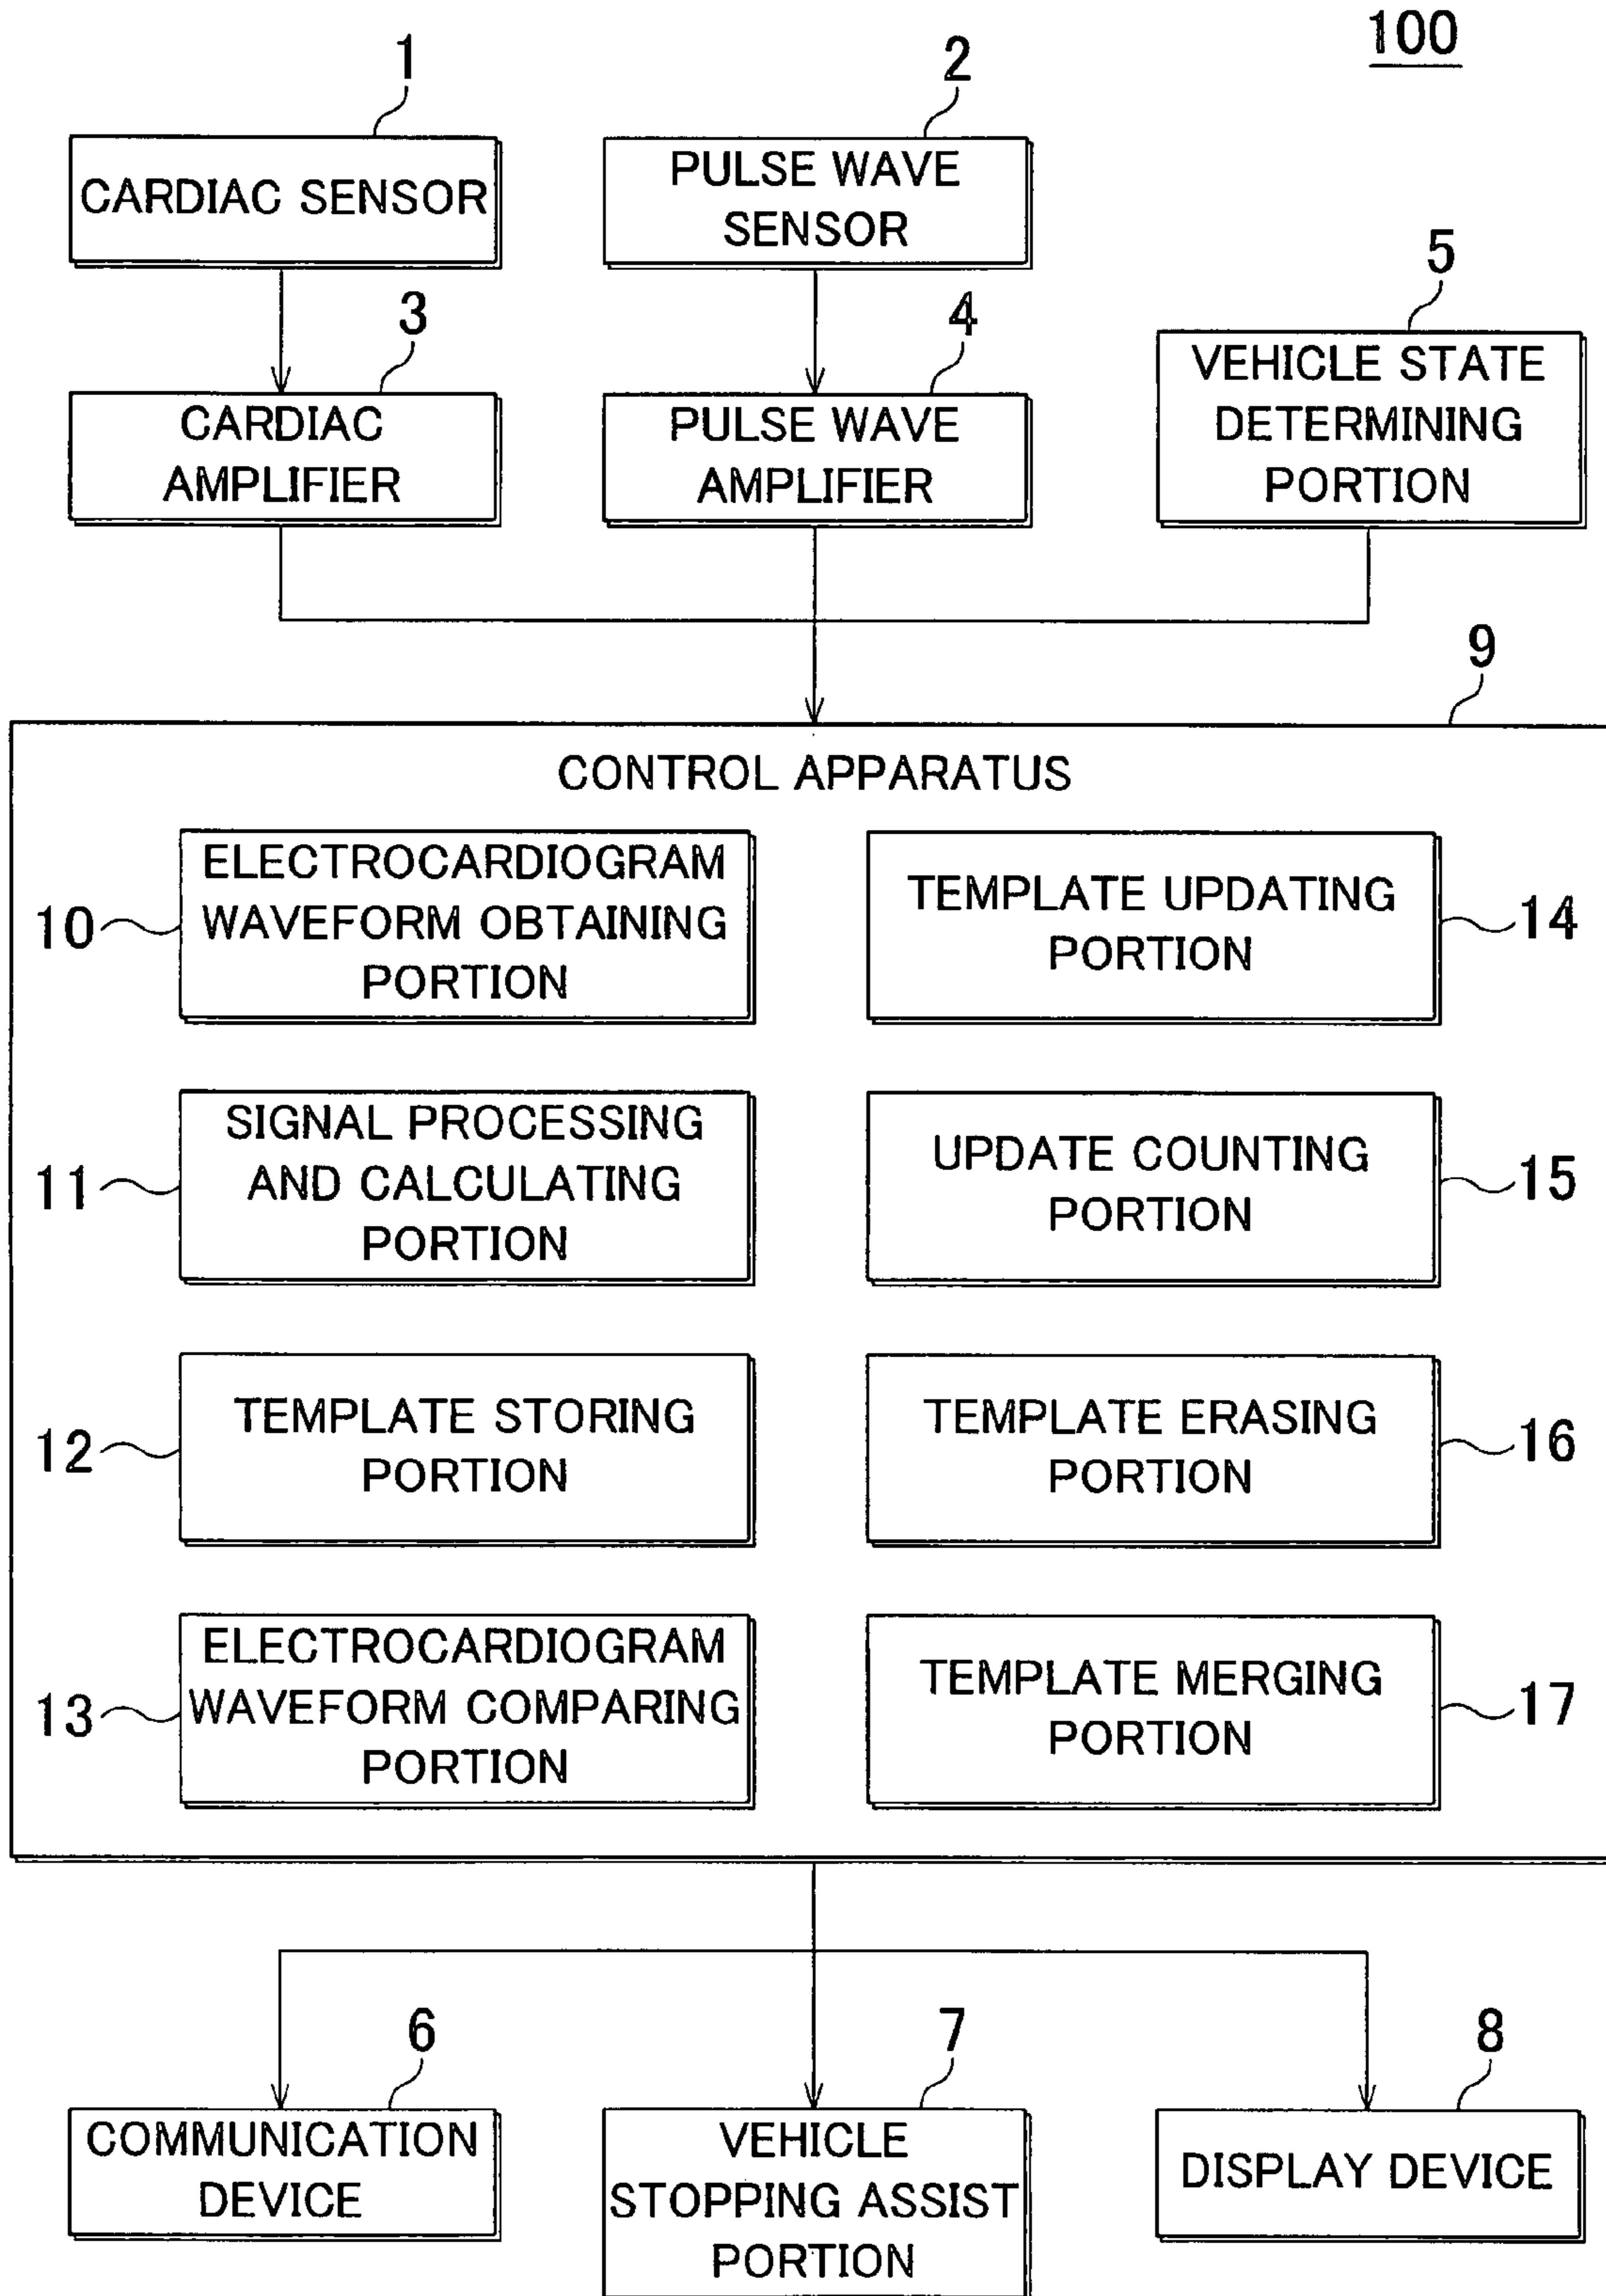 100
1
2
CARDIAC SENSOR
PULSE WAVE
SENSOR
3
4
5
CARDIAC
AMPLIFIER
PULSE WAVE
AMPLIFIER
VEHICLE STATE
DETERMINING
PORTION
9
CONTROL APPARATUS
10
ELECTROCARDIOGRAM
WAVEFORM OBTAINING
PORTION
TEMPLATE UPDATING
PORTION
14
11
SIGNAL PROCESSING
AND CALCULATING
PORTION
UPDATE COUNTING
PORTION
15
12
TEMPLATE STORING
PORTION
TEMPLATE ERASING
PORTION
16
13
ELECTROCARDIOGRAM
WAVEFORM COMPARING
PORTION
TEMPLATE MERGING
PORTION
17
6
7
8
COMMUNICATION
DEVICE
VEHICLE
STOPPING ASSIST
PORTION
DISPLAY DEVICE